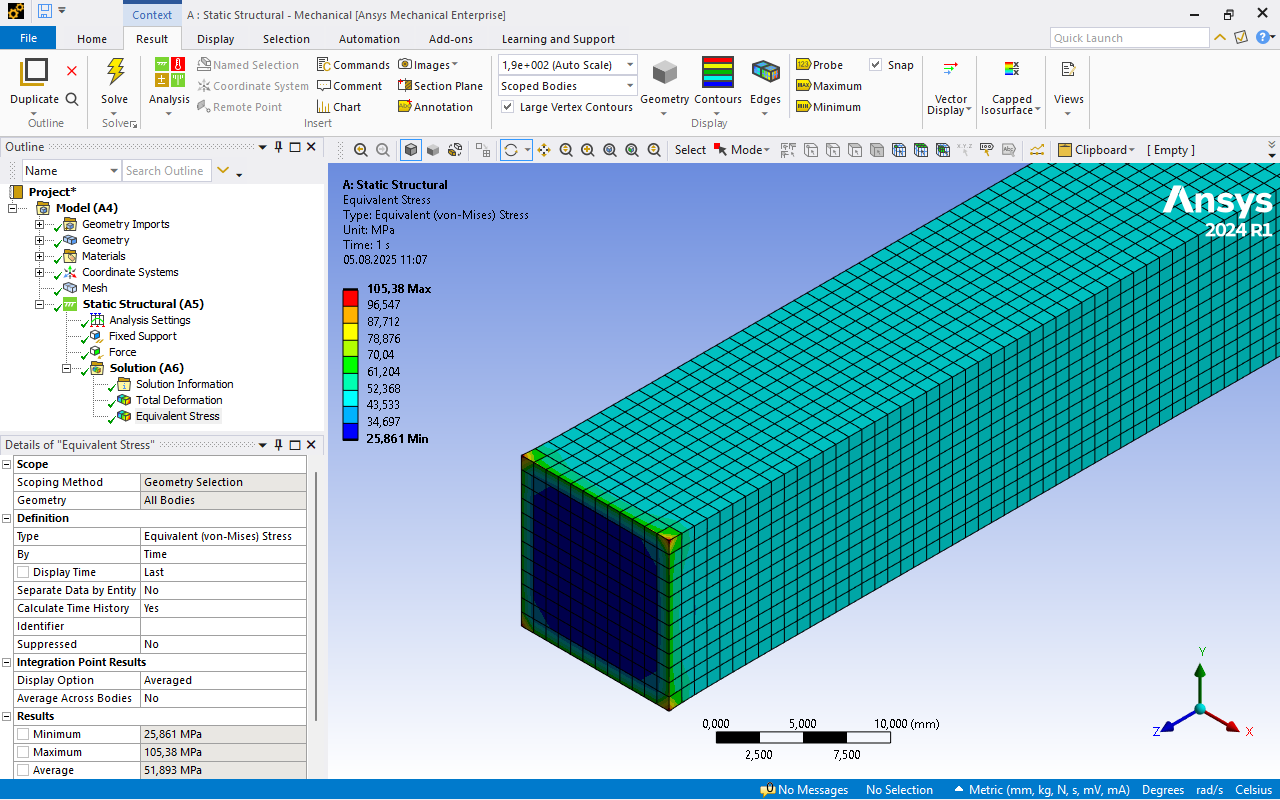 Context
A : Static Structural - Mechanical [Ansys Mechanical Enterprise]
File Home Result Display Selection Automation Add-ons Learning and Support Quick Launch
Duplicate
Outline
Solve
Solver
Analysis
Named Selection
Coordinate System
Remote Point
Commands
Comment
Chart
Images
Section Plane
Annotation
Insert
1,9e+002 (Auto Scale)
Scoped Bodies
Large Vertex Contours
Geometry
Contours
Edges
Display
Probe
Maximum
Minimum
Snap
Vector
Display
Capped
Isosurface
Views
Outline
Name Search Outline
Select Mode Clipboard [ Empty ]
Project*
Model (A4)
Geometry Imports
Geometry
Materials
Coordinate Systems
Mesh
Static Structural (A5)
Analysis Settings
Fixed Support
Force
Solution (A6)
Solution Information
Total Deformation
Equivalent Stress
Details of "Equivalent Stress"
Scope
Scoping Method Geometry Selection
Geometry All Bodies
Definition
Type Equivalent (von-Mises) Stress
By Time
Display Time Last
Separate Data by Entity No
Calculate Time History Yes
Identifier
Suppressed No
Integration Point Results
Display Option Averaged
Average Across Bodies No
Results
Minimum 25,861 MPa
Maximum 105,38 MPa
Average 51,893 MPa
A: Static Structural
Equivalent Stress
Type: Equivalent (von-Mises) Stress
Unit: MPa
Time: 1 s
05.08.2025 11:07
105,38 Max
96,547
87,712
78,876
70,04
61,204
52,368
43,533
34,697
25,861 Min
Ansys
2024 R1
0,000 5,000 10,000 (mm)
2,500 7,500
Y
Z
X
No Messages No Selection Metric (mm, kg, N, s, mV, mA) Degrees rad/s Celsius